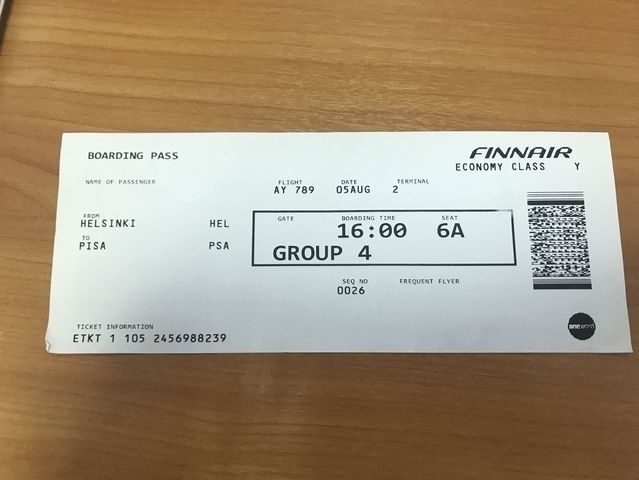 BOARDING PASS
FINNAIR
ECONOMY CLASS Y
NAME OF PASSENGER
FLIGHT DATE TERMINAL
AY 789 05AUG 2
FROM
HELSINKI HEL
TO
PISA PSA
GATE BOARDING TIME SEAT
16:00 6A
GROUP 4
SEQ NO FREQUENT FLYER
0026
oneworld
TICKET INFORMATION
ETKT 1 105 2456988239